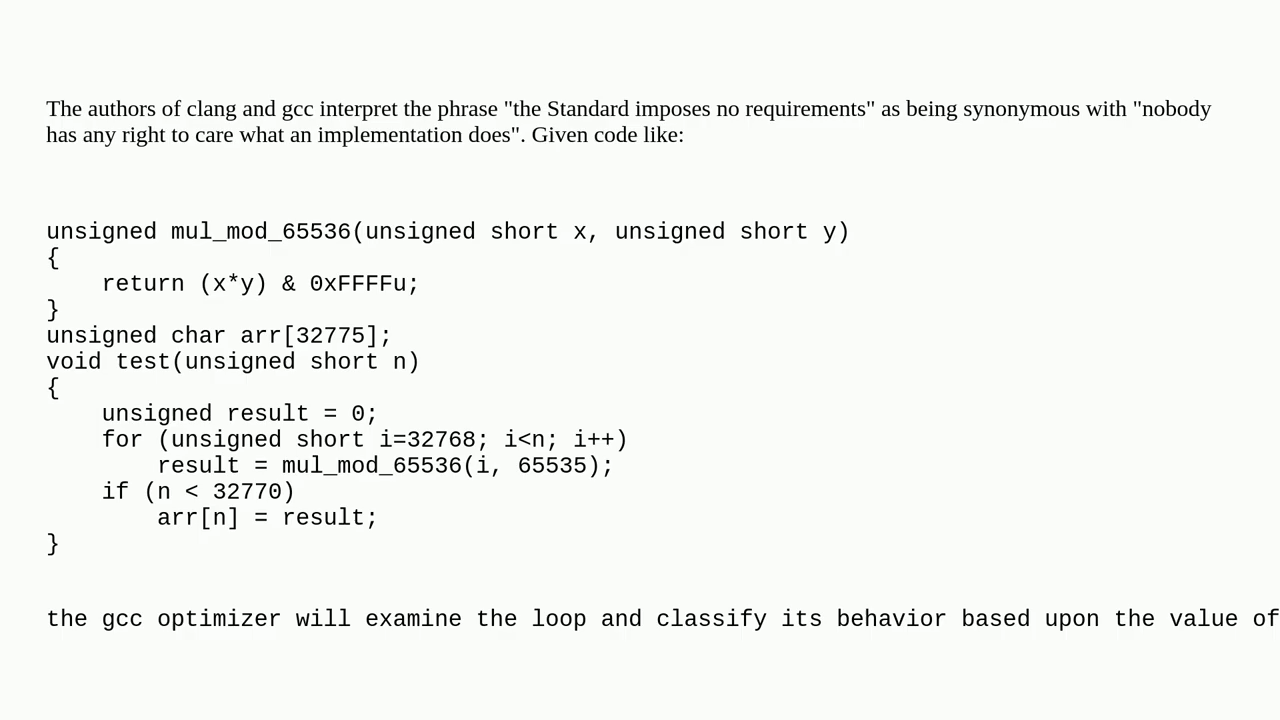 The authors of clang and gcc interpret the phrase "the Standard imposes no requirements" as being synonymous with "nobody
has any right to care what an implementation does". Given code like:
unsigned mul_mod_65536(unsigned short x, unsigned short y)
{
    return (x*y) & 0xFFFFu;
}
unsigned char arr[32775];
void test(unsigned short n)
{
    unsigned result = 0;
    for (unsigned short i=32768; i<n; i++)
        result = mul_mod_65536(i, 65535);
    if (n < 32770)
        arr[n] = result;
}
the gcc optimizer will examine the loop and classify its behavior based upon the value of